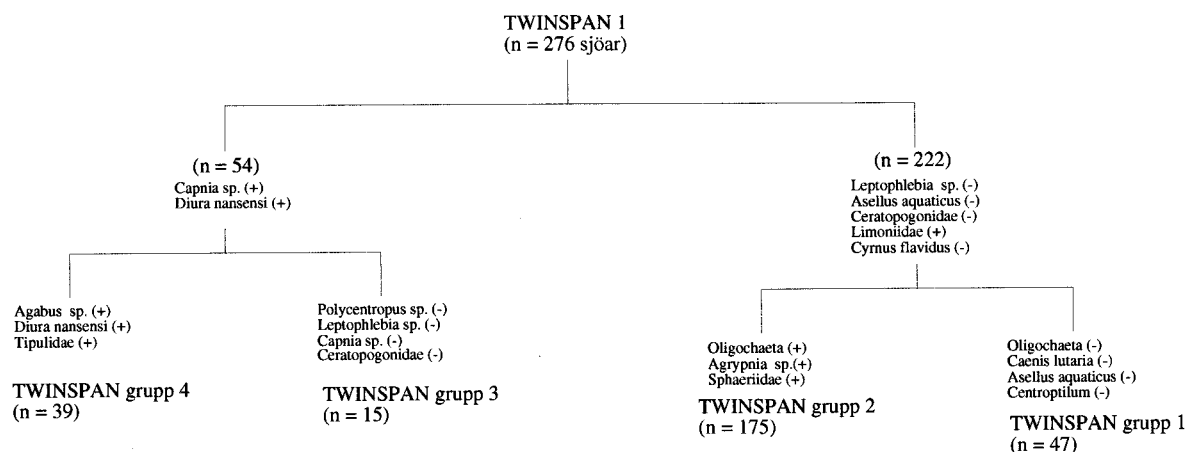 TWINSPAN 1
(n = 276 sjöar)
(n = 54)
Capnia sp. (+)
Diura nansensi (+)
(n = 222)
Leptophlebia sp. (-)
Asellus aquaticus (-)
Ceratopogonidae (-)
Limoniidae (+)
Cyrnus flavidus (-)
Agabus sp. (+)
Diura nansensi (+)
Tipulidae (+)
TWINSPAN grupp 4
(n = 39)
Polycentropus sp. (-)
Leptophlebia sp. (-)
Capnia sp. (-)
Ceratopogonidae (-)
TWINSPAN grupp 3
(n = 15)
Oligochaeta (+)
Agrypnia sp.(+)
Sphaeriidae (+)
TWINSPAN grupp 2
(n = 175)
Oligochaeta (-)
Caenis lutaria (-)
Asellus aquaticus (-)
Centroptilum (-)
TWINSPAN grupp 1
(n = 47)